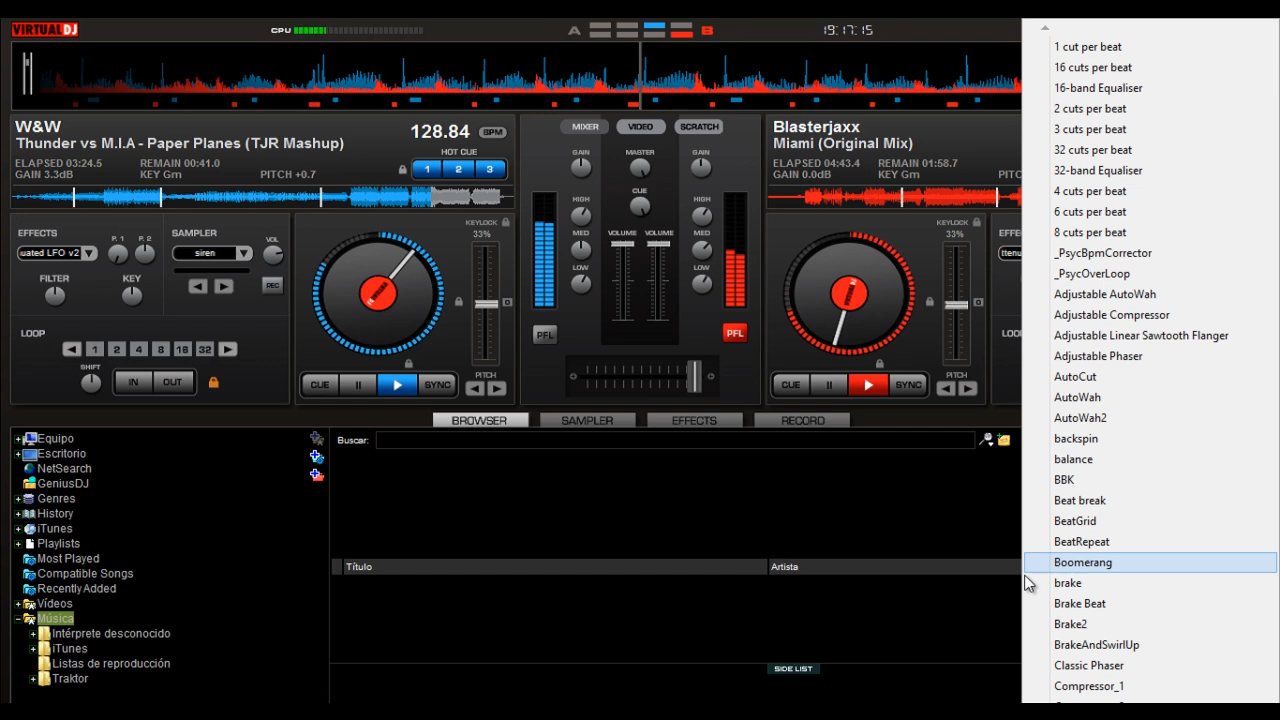 VIRTUAL DJ
CPU
A
B
19:17:15
W&W
Thunder vs M.I.A - Paper Planes (TJR Mashup)
128.84 BPM
HOT CUE
ELAPSED 03:24.5 REMAIN 00:41.0
GAIN 3.3dB KEY Gm PITCH +0.7
1 2 3
MIXER VIDEO SCRATCH
GAIN MASTER GAIN
CUE
HIGH HIGH
MED VOLUME VOLUME MED
LOW LOW
PFL PFL
Blasterjaxx
Miami (Original Mix)
ELAPSED 04:43.4 REMAIN 01:58.7
GAIN 0.0dB KEY Gm PITC
EFFECTS SAMPLER
P. 1 P. 2 VOL
uated LFO v2 siren
REC
FILTER KEY
LOOP
1 2 4 8 16 32
SHIFT
IN OUT
KEYLOCK
33%
PITCH
CUE SYNC
KEYLOCK
33%
PITCH
CUE SYNC
EFFE
ttenu
LOO
BROWSER SAMPLER EFFECTS RECORD
Buscar:
Equipo
Escritorio
NetSearch
GeniusDJ
Genres
History
iTunes
Playlists
Most Played
Compatible Songs
Recently Added
Vídeos
Música
Intérprete desconocido
iTunes
Listas de reproducción
Traktor
Título Artista
SIDE LIST
1 cut per beat
16 cuts per beat
16-band Equaliser
2 cuts per beat
3 cuts per beat
32 cuts per beat
32-band Equaliser
4 cuts per beat
6 cuts per beat
8 cuts per beat
_PsycBpmCorrector
_PsycOverLoop
Adjustable AutoWah
Adjustable Compressor
Adjustable Linear Sawtooth Flanger
Adjustable Phaser
AutoCut
AutoWah
AutoWah2
backspin
balance
BBK
Beat break
BeatGrid
BeatRepeat
Boomerang
brake
Brake Beat
Brake2
BrakeAndSwirlUp
Classic Phaser
Compressor_1